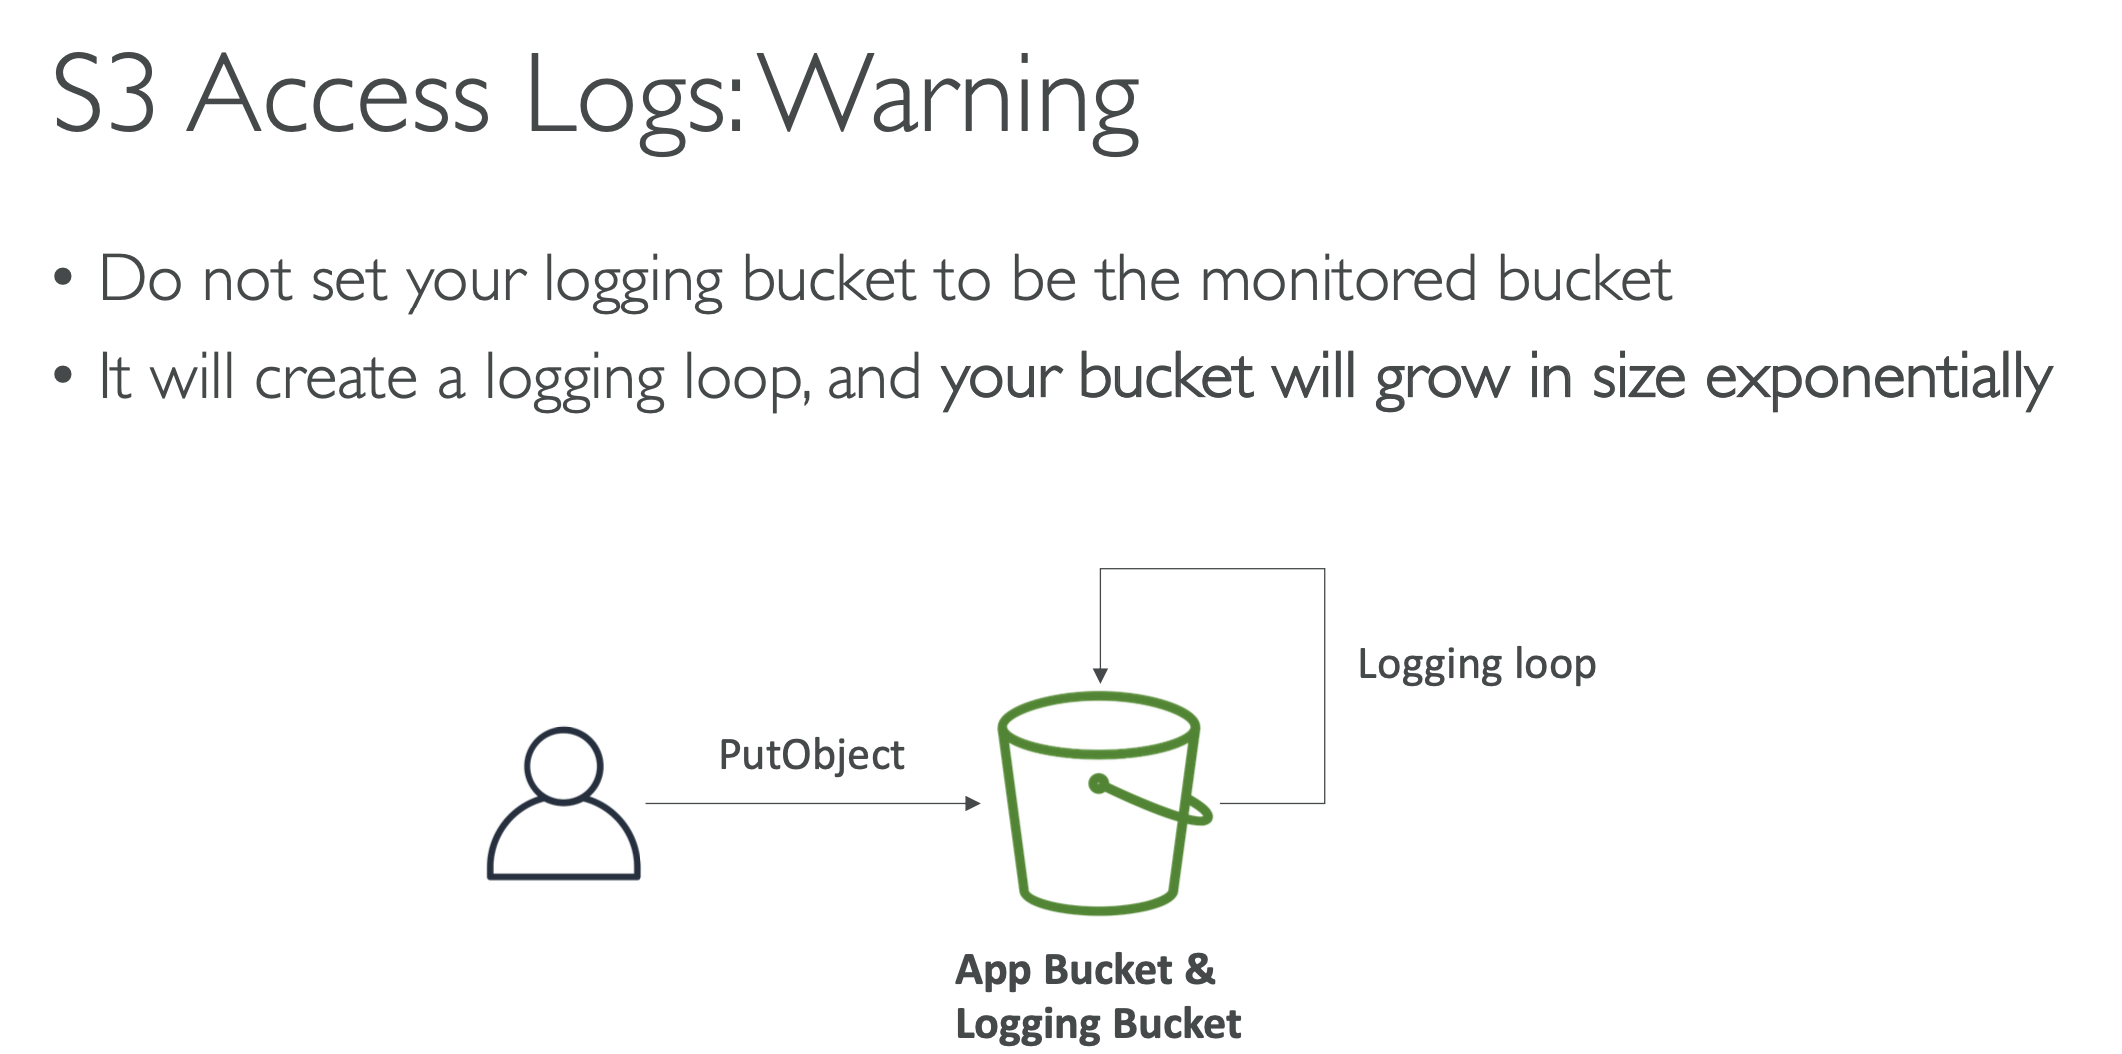 S3 Access Logs: Warning
• Do not set your logging bucket to be the monitored bucket
• It will create a logging loop, and your bucket will grow in size exponentially
Logging loop
PutObject
App Bucket &
Logging Bucket